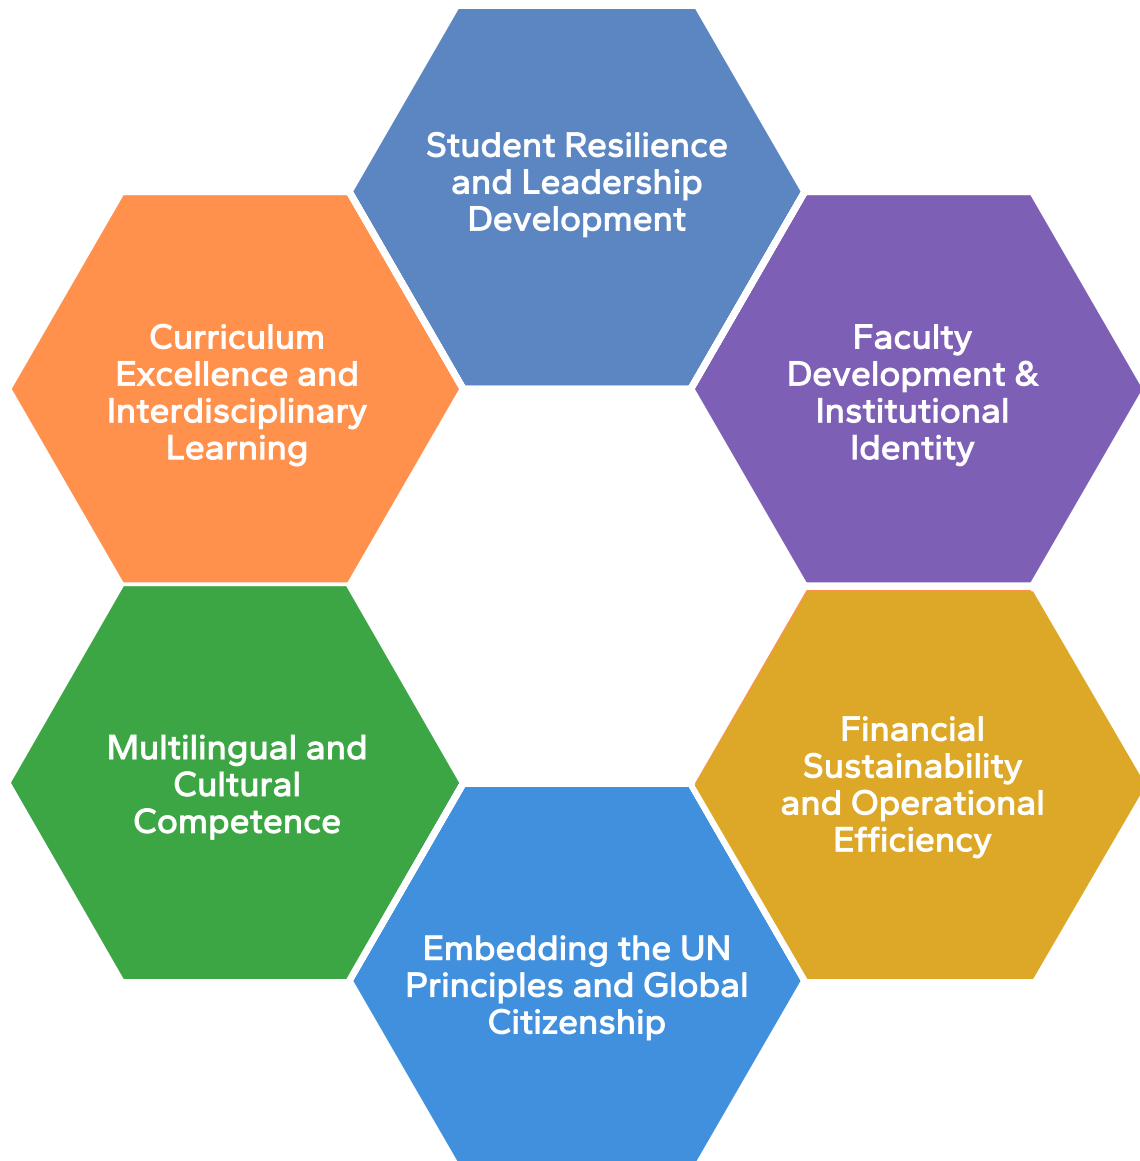 Student Resilience
and Leadership
Development
Curriculum
Excellence and
Interdisciplinary
Learning
Faculty
Development &
Institutional
Identity
Multilingual and
Cultural
Competence
Financial
Sustainability
and Operational
Efficiency
Embedding the UN
Principles and Global
Citizenship